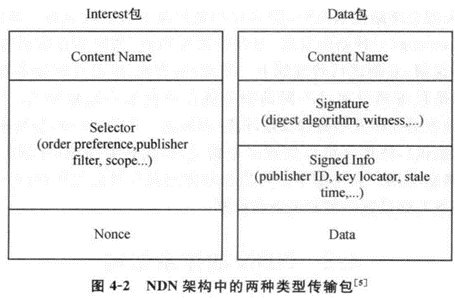 Interest包
Content Name
Selector
(order preference,publisher
filter, scope...)
Nonce
Data包
Content Name
Signature
(digest algorithm, witness,...)
Signed Info
(publisher ID, key locator, stale
time,...)
Data
图 4-2 NDN 架构中的两种类型传输包[5]